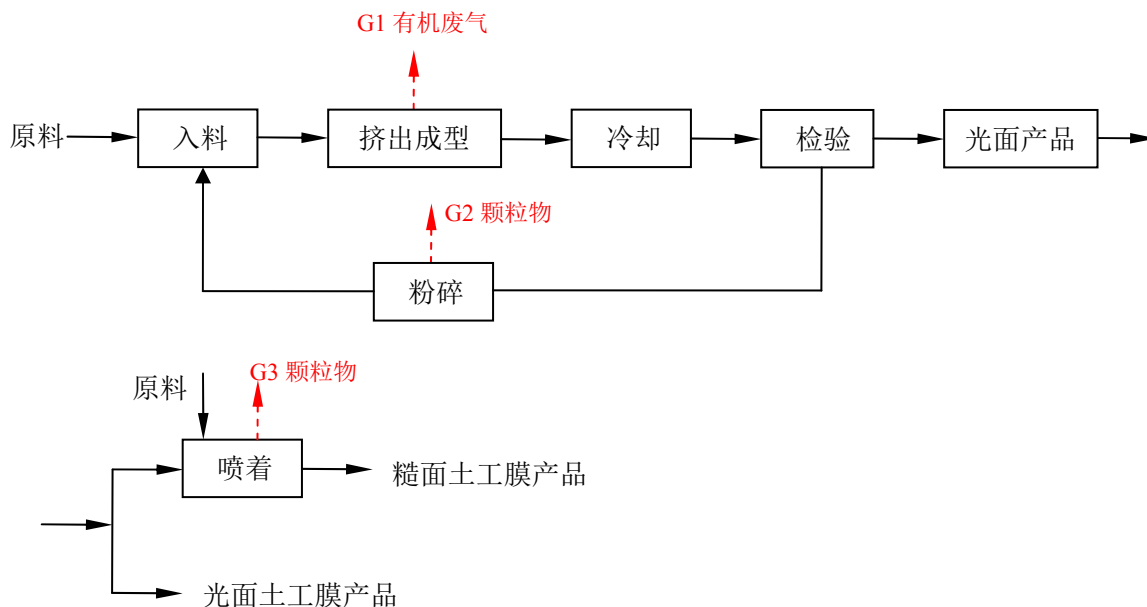 G1 有机废气
原料
入料
挤出成型
冷却
检验
光面产品
G2 颗粒物
粉碎
原料
G3 颗粒物
喷着
糙面土工膜产品
光面土工膜产品